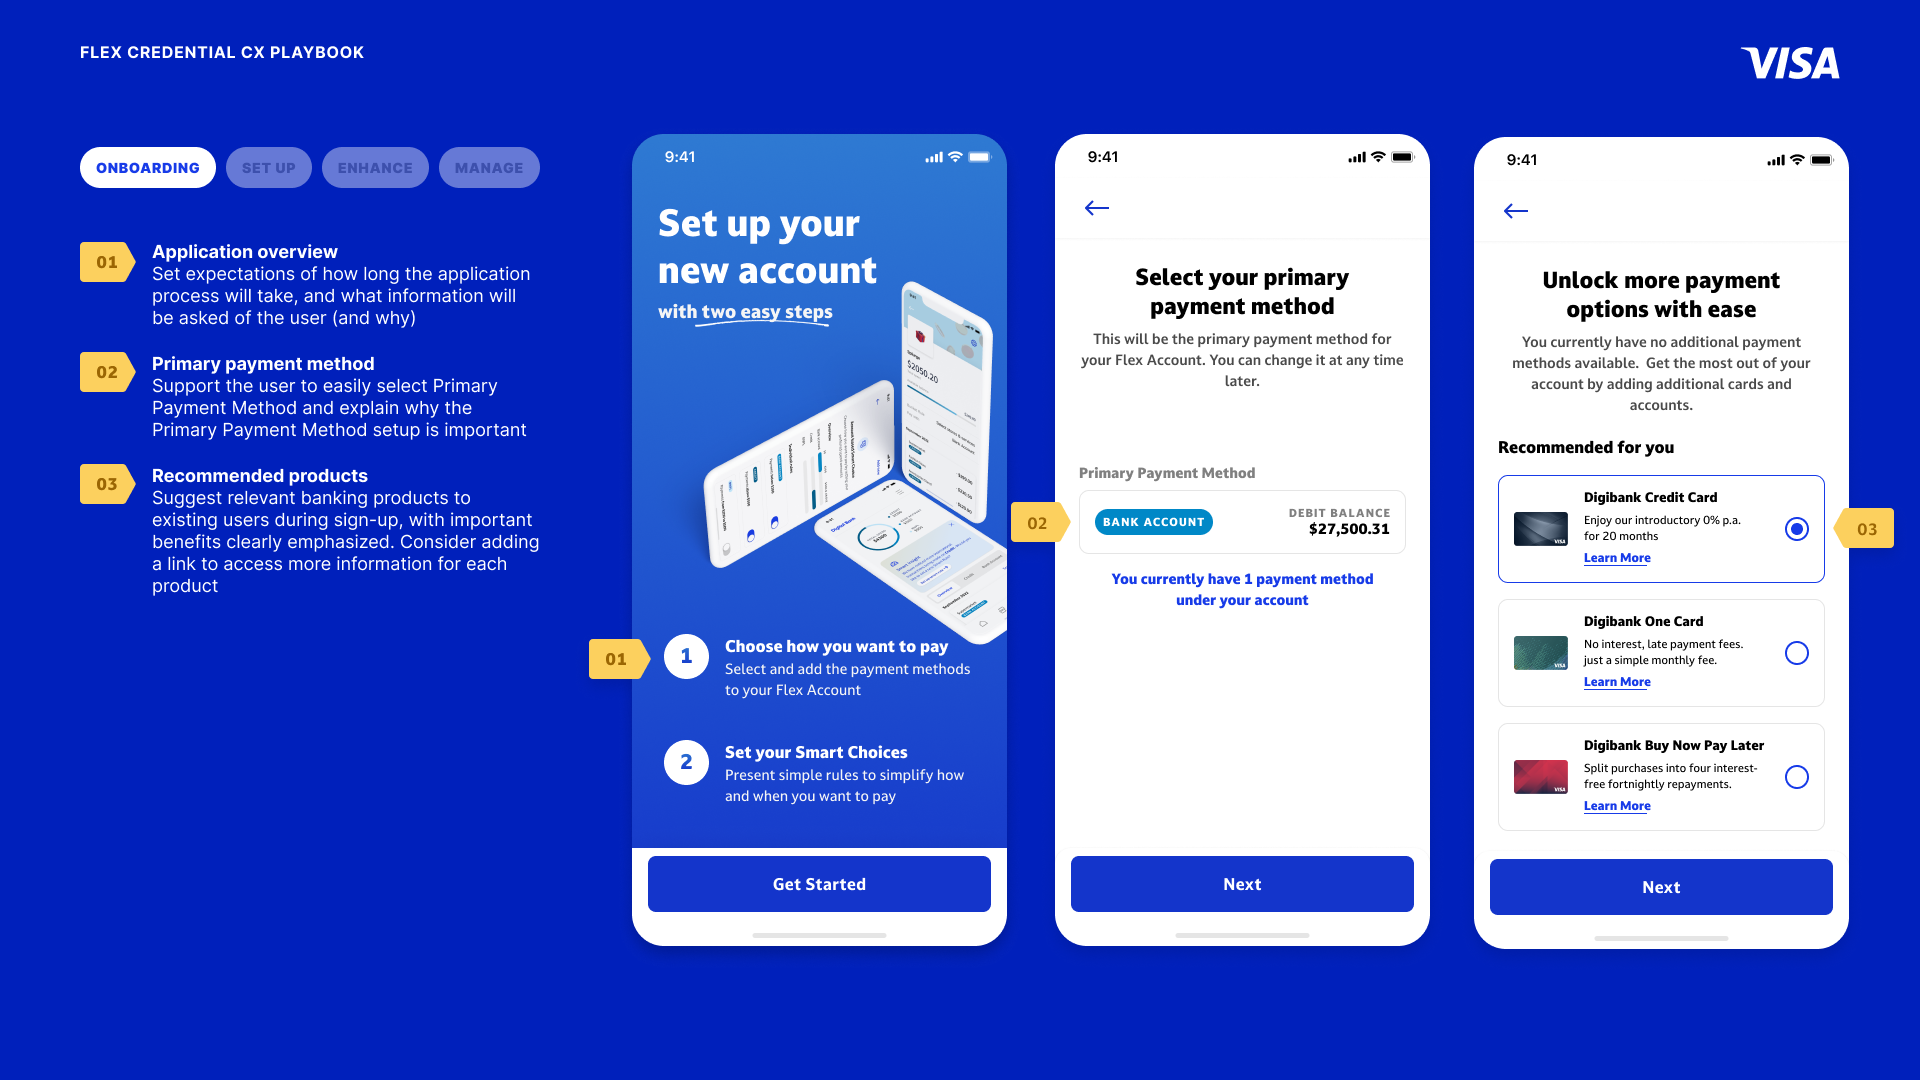 FLEX CREDENTIAL CX PLAYBOOK
VISA
ONBOARDING
SET UP
ENHANCE
MANAGE
01
Application overview
Set expectations of how long the application
process will take, and what information will
be asked of the user (and why)
02
Primary payment method
Support the user to easily select Primary
Payment Method and explain why the
Primary Payment Method setup is important
03
Recommended products
Suggest relevant banking products to
existing users during sign-up, with important
benefits clearly emphasized. Consider adding
a link to access more information for each
product
9:41
Set up your
new account
with two easy steps
$2050.20
01
1
Choose how you want to pay
Select and add the payment methods
to your Flex Account
2
Set your Smart Choices
Present simple rules to simplify how
and when you want to pay
Get Started
9:41
Select your primary
payment method
This will be the primary payment method for
your Flex Account. You can change it at any time
later.
Primary Payment Method
02
BANK ACCOUNT
DEBIT BALANCE
$27,500.31
You currently have 1 payment method
under your account
Next
9:41
Unlock more payment
options with ease
You currently have no additional payment
methods available. Get the most out of your
account by adding additional cards and
accounts.
Recommended for you
Digibank Credit Card
Enjoy our introductory 0% p.a.
for 20 months
Learn More
VISA
03
Digibank One Card
No interest, late payment fees.
just a simple monthly fee.
Learn More
VISA
Digibank Buy Now Pay Later
Split purchases into four interest-
free fortnightly repayments.
Learn More
VISA
Next